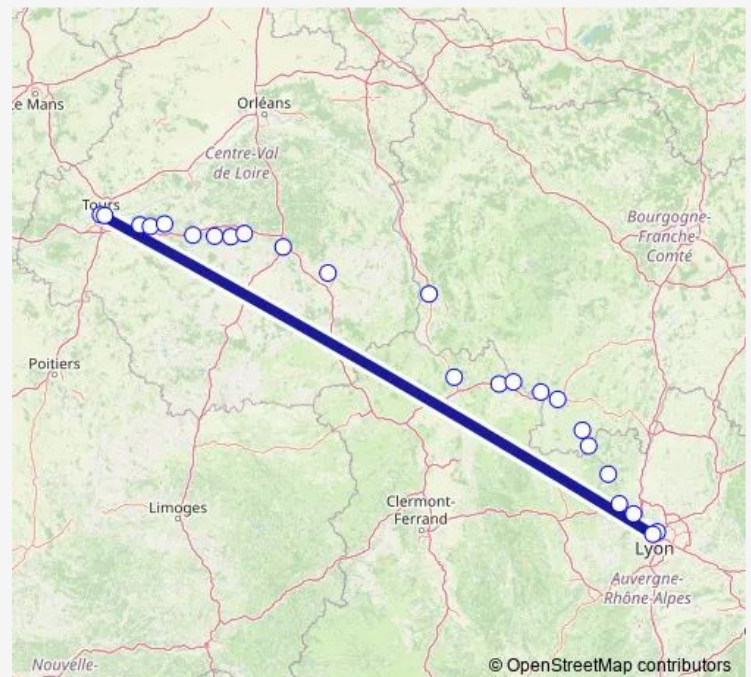 e Mans
Orléans
Centre-Val
de Loire
Tours
Bourgogne-
Franche-
Comté
Poitiers
Limoges
Clermont-
Ferrand
Lyon
Auvergne-
Rhône-Alpes
Nouvelle-
© OpenStreetMap contributors